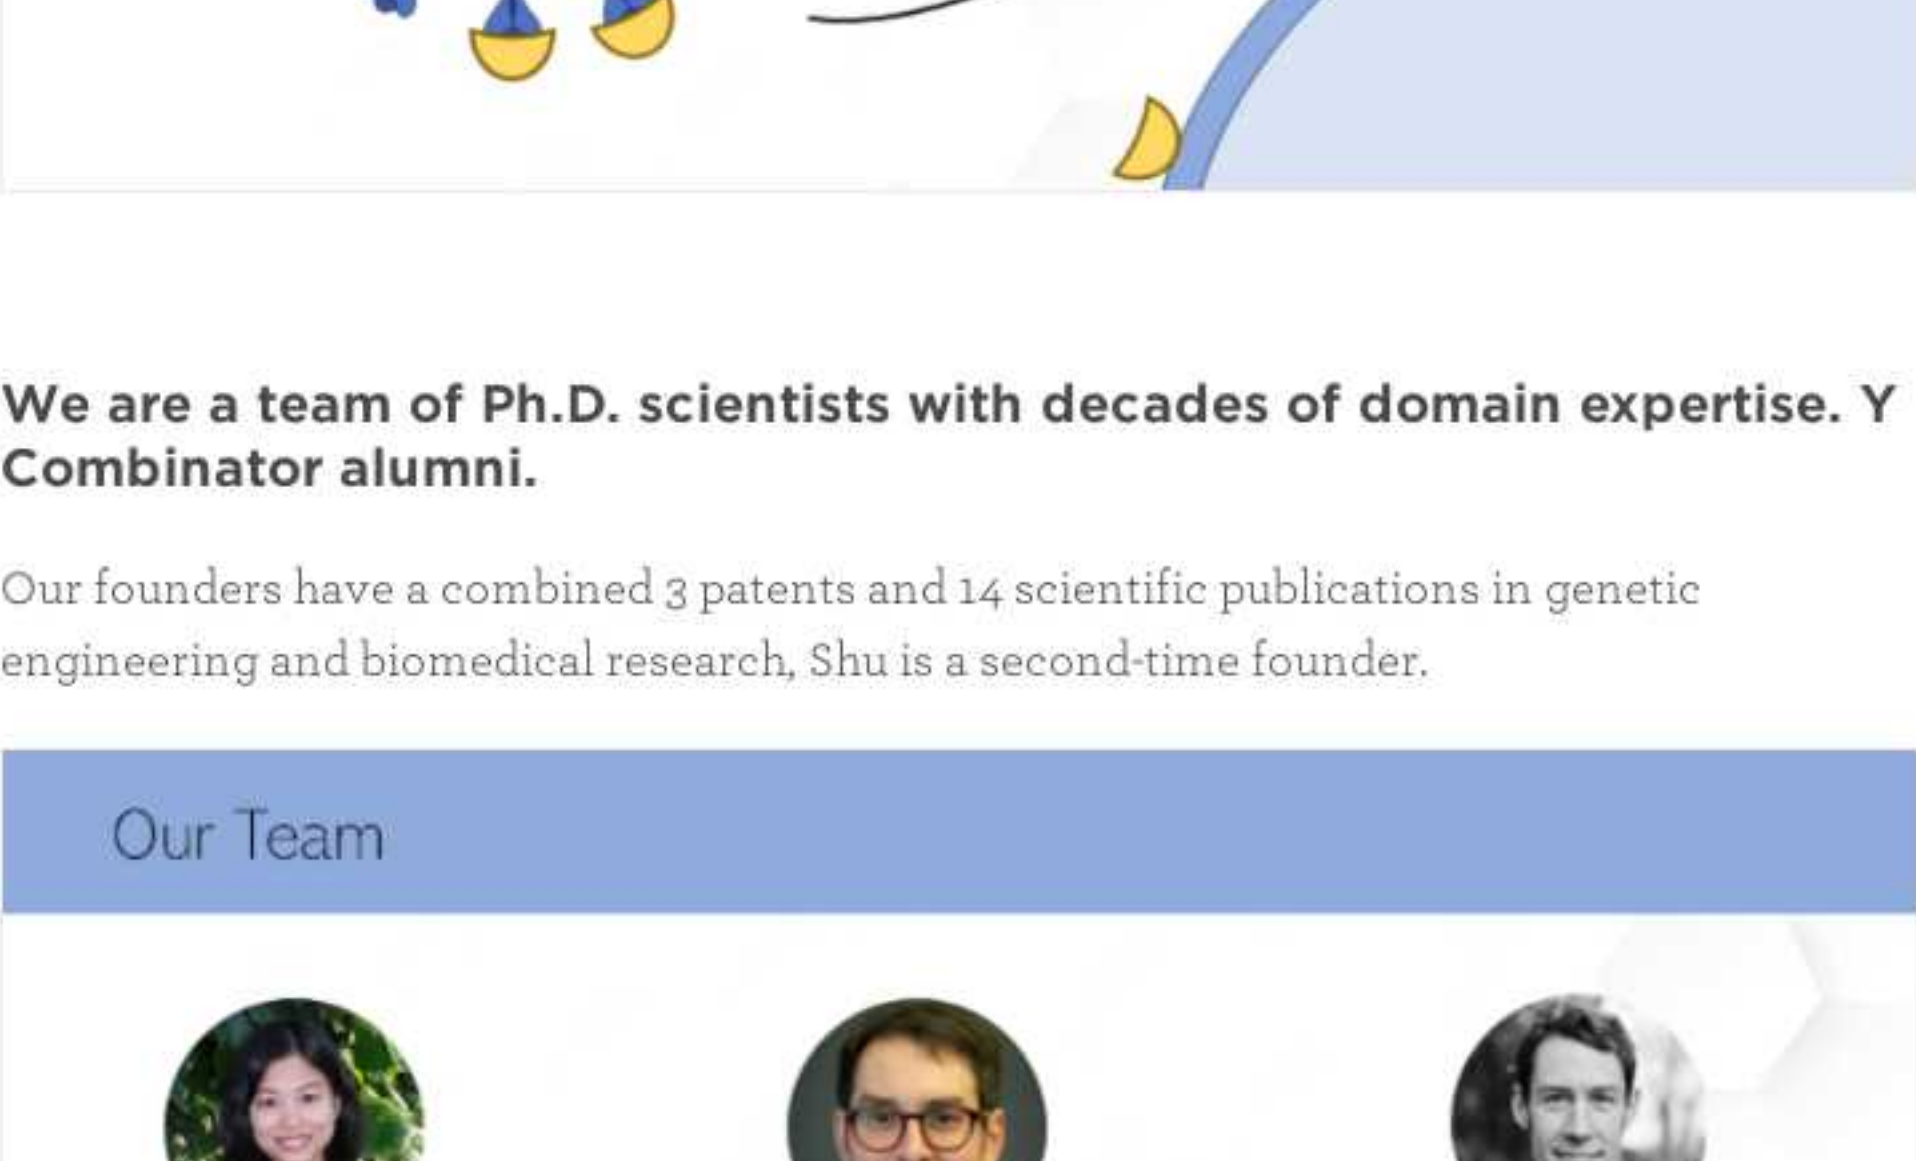 We are a team of Ph.D. scientists with decades of domain expertise. Y
Combinator alumni.
Our founders have a combined 3 patents and 14 scientific publications in genetic
engineering and biomedical research, Shu is a second-time founder.
Our Team